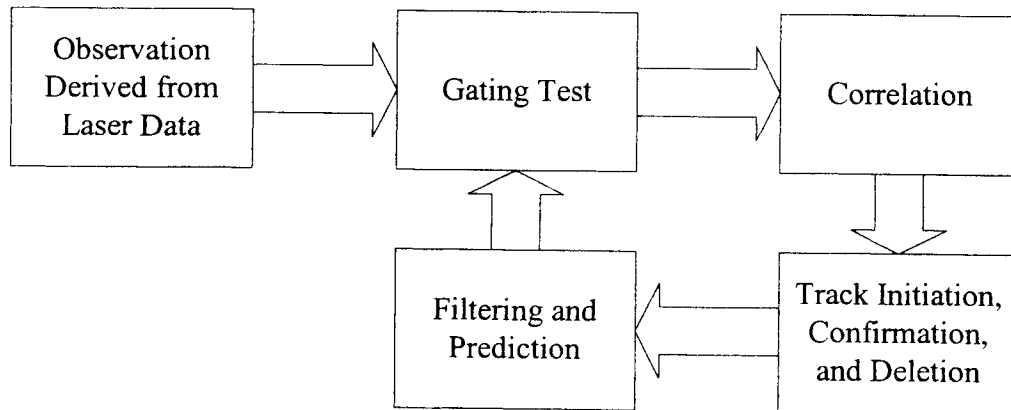 Observation
Derived from
Laser Data
Gating Test
Correlation
Filtering and
Prediction
Track Initiation,
Confirmation,
and Deletion